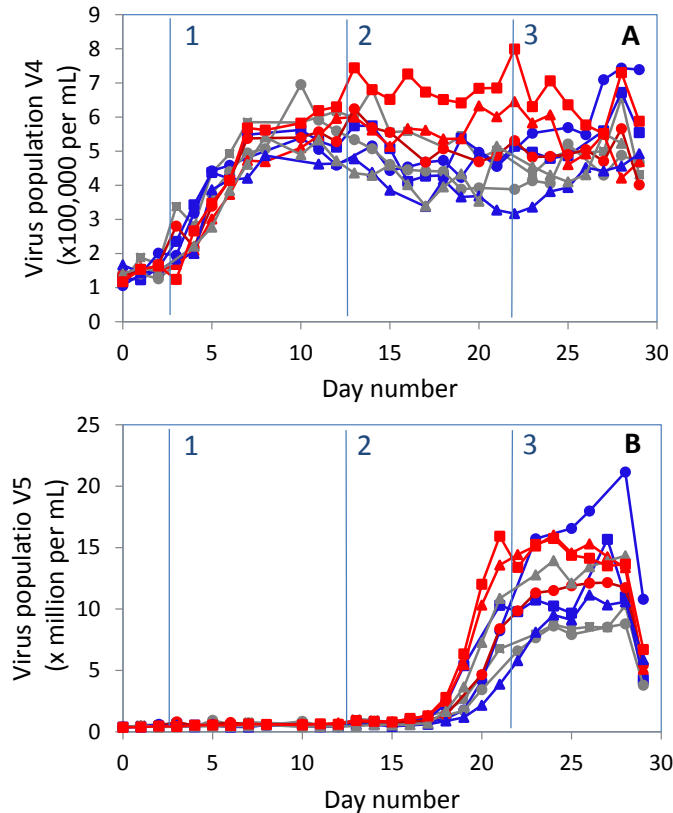 1 2 3 A
Virus population V4
(x100,000 per mL)
9
8
7
6
5
4
3
2
1
0
0 5 10 15 20 25 30
Day number
1 2 3 B
Virus populatio V5
(x million per mL)
25
20
15
10
5
0
0 5 10 15 20 25 30
Day number